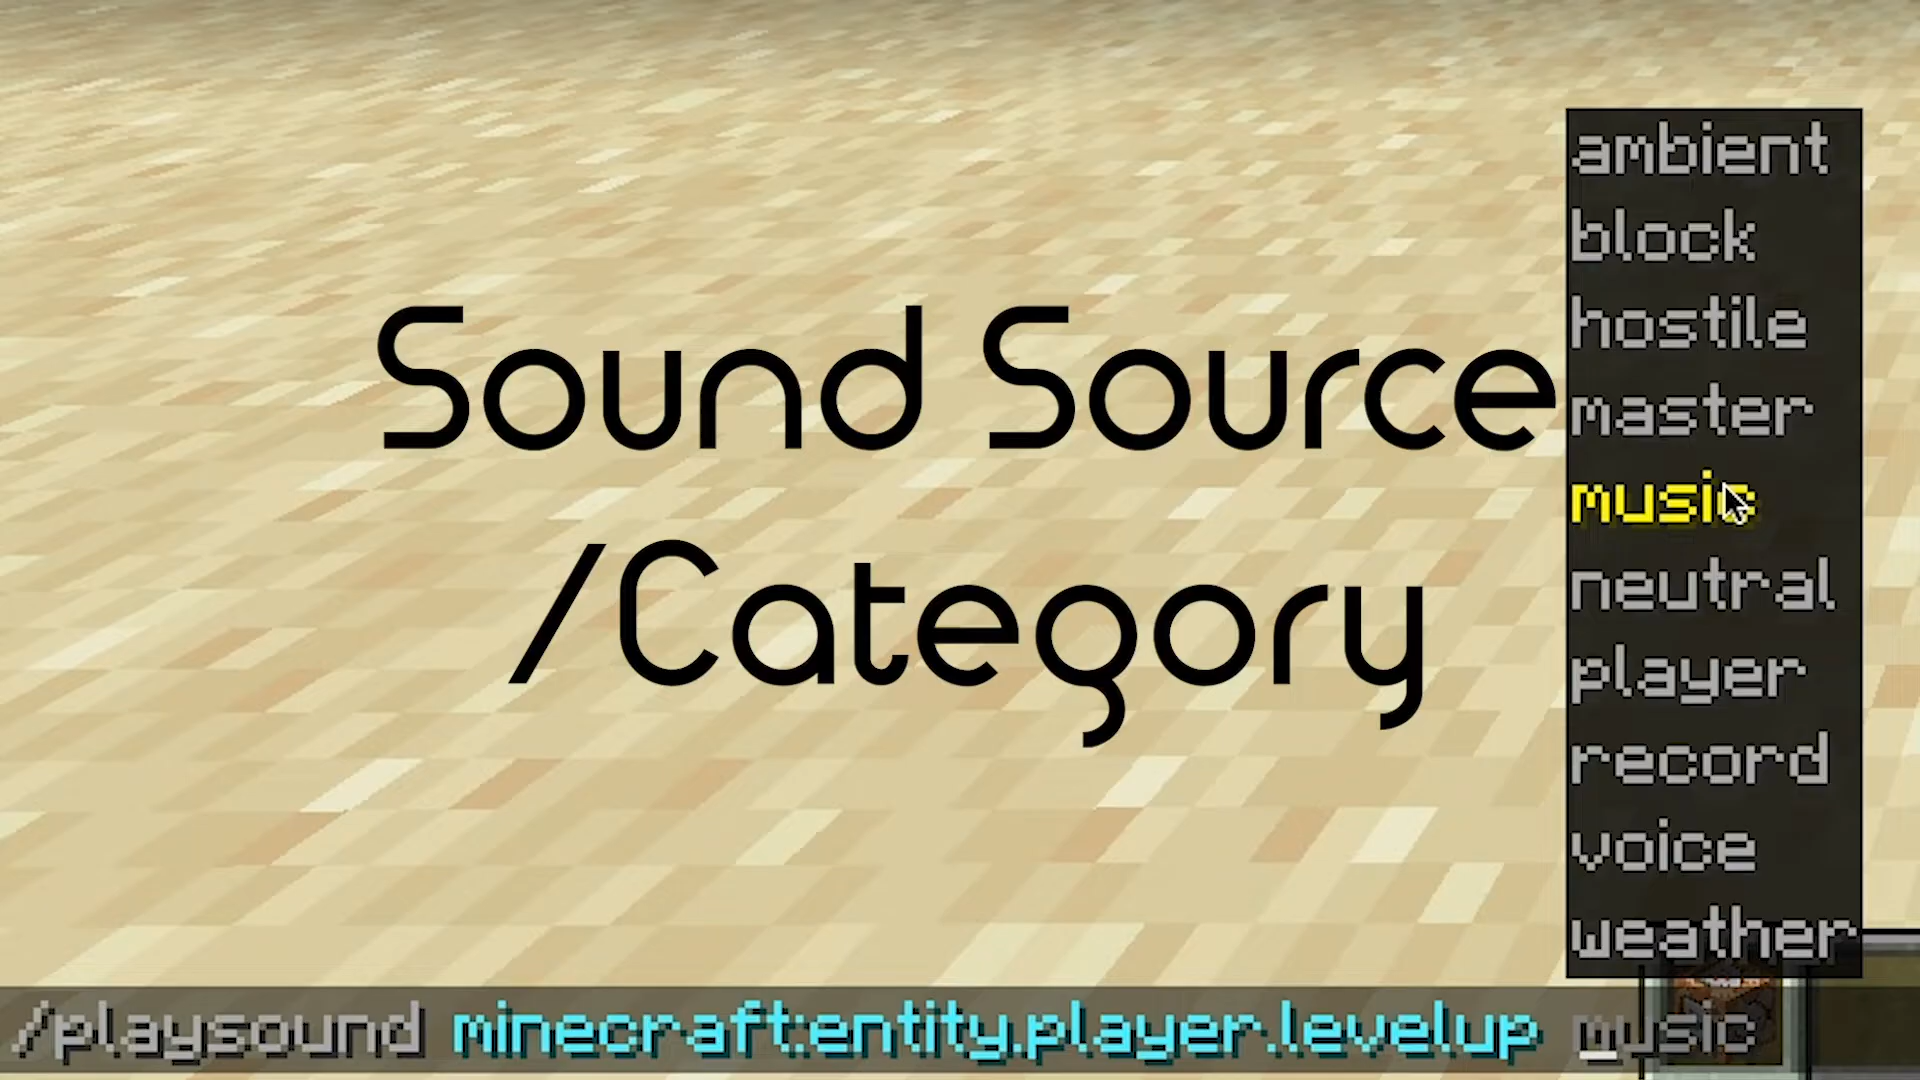 Sound Source
/Category
ambient
block
hostile
master
music
neutral
player
record
voice
weather
/playsound minecraft:entity.player.levelup music